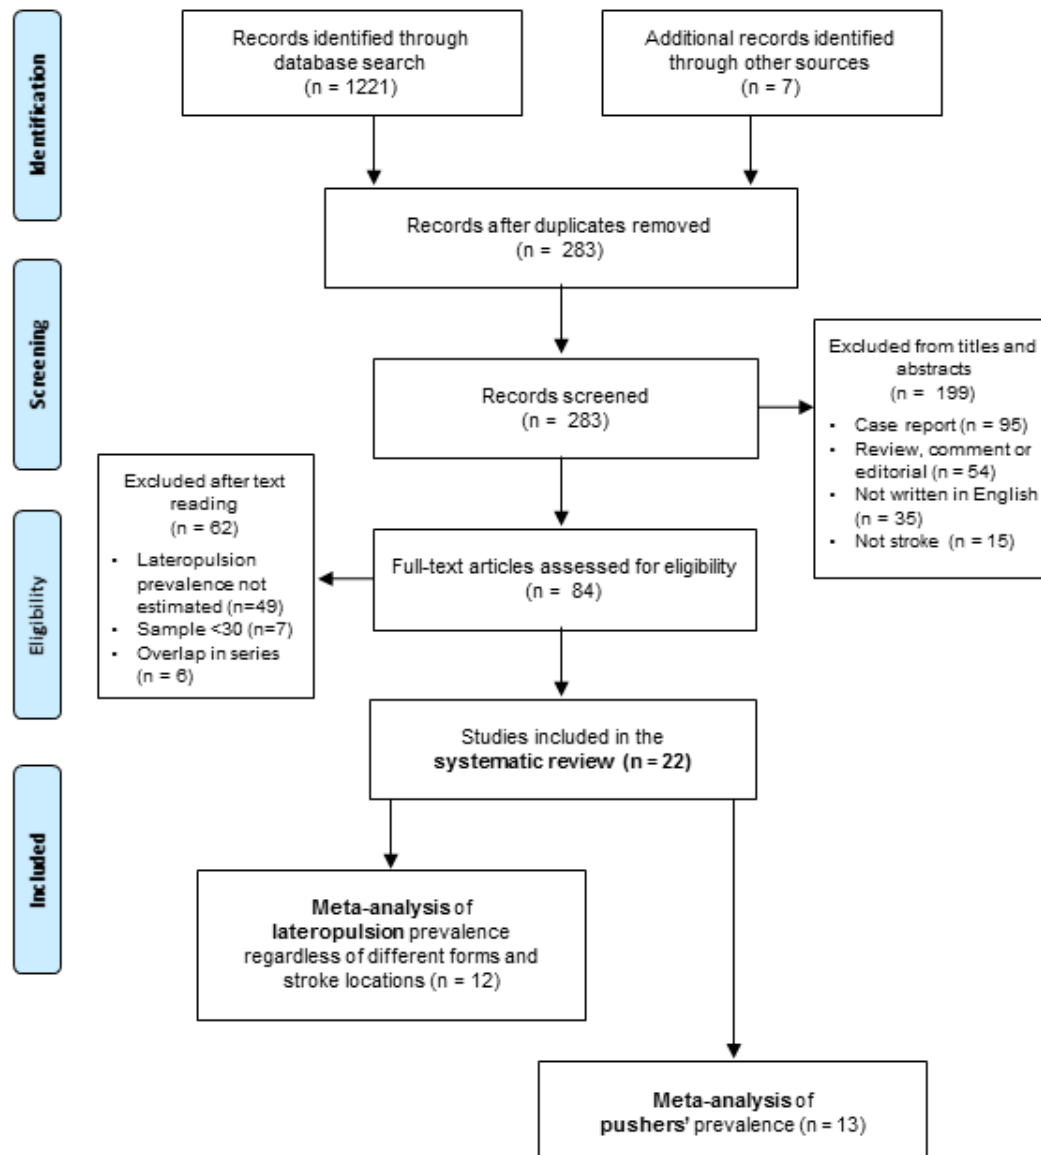 Identification
Records identified through
database search
(n = 1221)
Additional records identified
through other sources
(n = 7)
Records after duplicates removed
(n = 283)
Screening
Records screened
(n = 283)
Excluded from titles and
abstracts
(n = 199)
• Case report (n = 95)
• Review, comment or
editorial (n = 54)
• Not written in English
(n = 35)
• Not stroke (n = 15)
Eligibility
Excluded after text
reading
(n = 62)
• Lateropulsion
prevalence not
estimated (n=49)
• Sample <30 (n=7)
• Overlap in series
(n = 6)
Full-text articles assessed for eligibility
(n = 84)
Studies included in the
systematic review (n = 22)
Included
Meta-analysis of
lateropulsion prevalence
regardless of different forms and
stroke locations (n = 12)
Meta-analysis of
pushers' prevalence (n = 13)